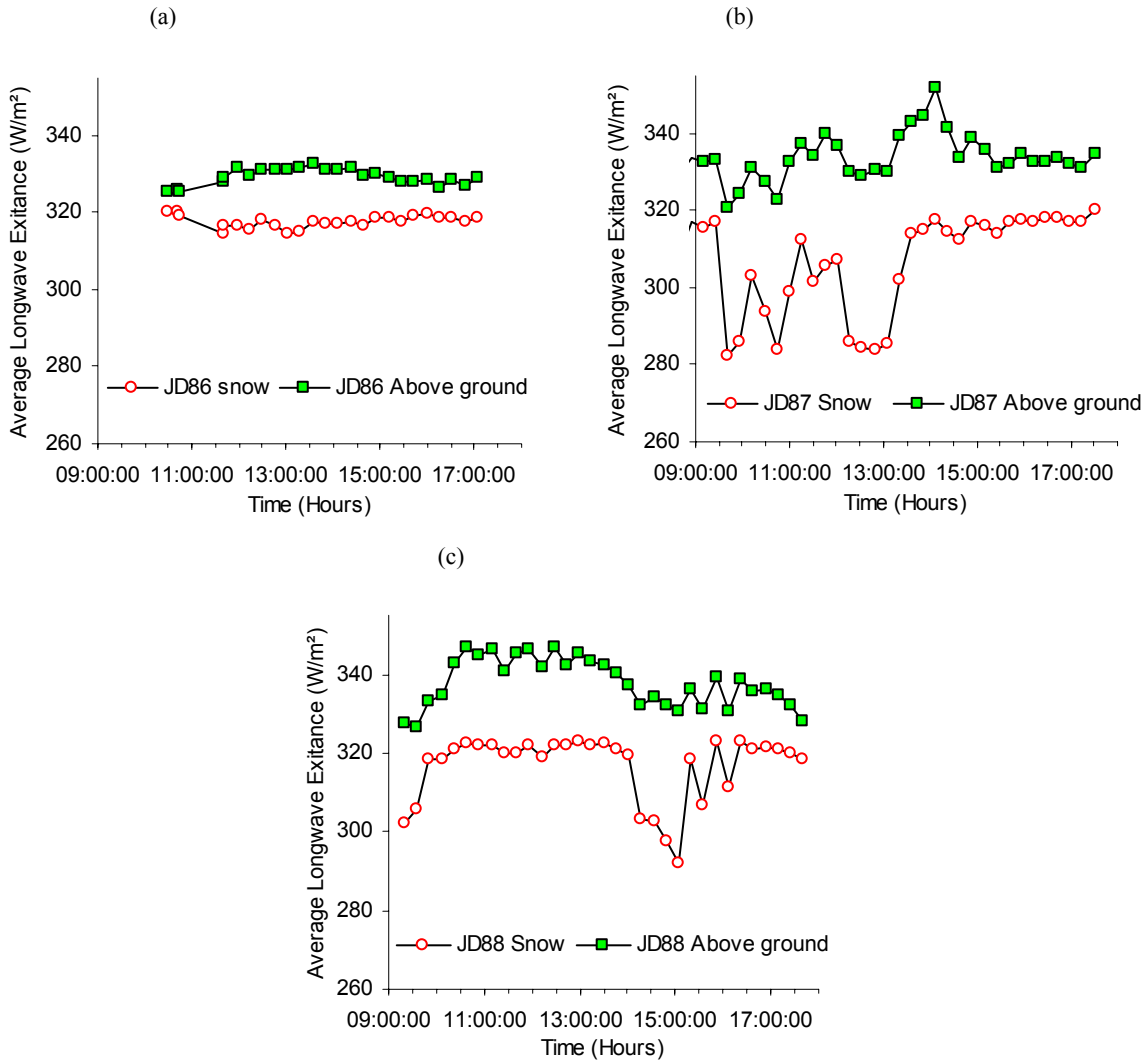 (a)
Average Longwave Exitance (W/m²)
340
320
300
280
260
JD86 snow
JD86 Above ground
09:00:00 11:00:00 13:00:00 15:00:00 17:00:00
Time (Hours)
(b)
Average Longwave Exitance (W/m²)
340
320
300
280
260
JD87 Snow
JD87 Above ground
09:00:00 11:00:00 13:00:00 15:00:00 17:00:00
Time (Hours)
(c)
Average Longwave Exitance (W/m²)
340
320
300
280
260
JD88 Snow
JD88 Above ground
09:00:00 11:00:00 13:00:00 15:00:00 17:00:00
Time (Hours)